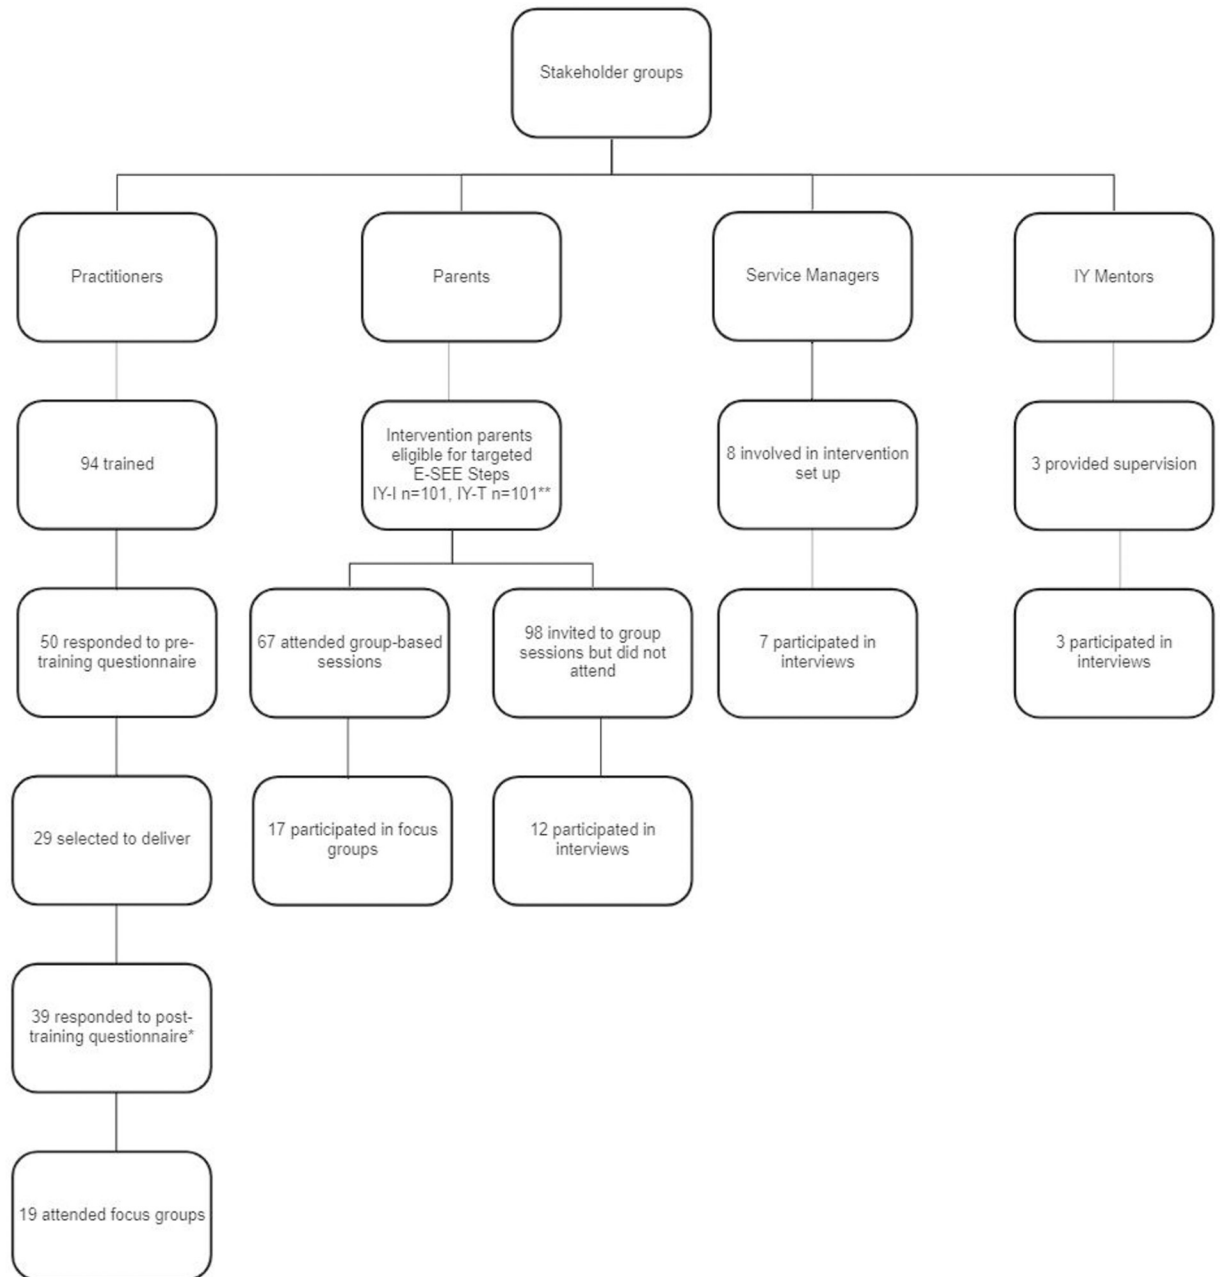 Stakeholder groups
Practitioners
Parents
Service Managers
IY Mentors
94 trained
Intervention parents
eligible for targeted
E-SEE Steps
IY-I n=101, IY-T n=101**
8 involved in intervention
set up
3 provided supervision
50 responded to pre-
training questionnaire
67 attended group-based
sessions
98 invited to group
sessions but did not
attend
7 participated in
interviews
3 participated in
interviews
29 selected to deliver
17 participated in focus
groups
12 participated in
interviews
39 responded to post-
training questionnaire*
19 attended focus groups